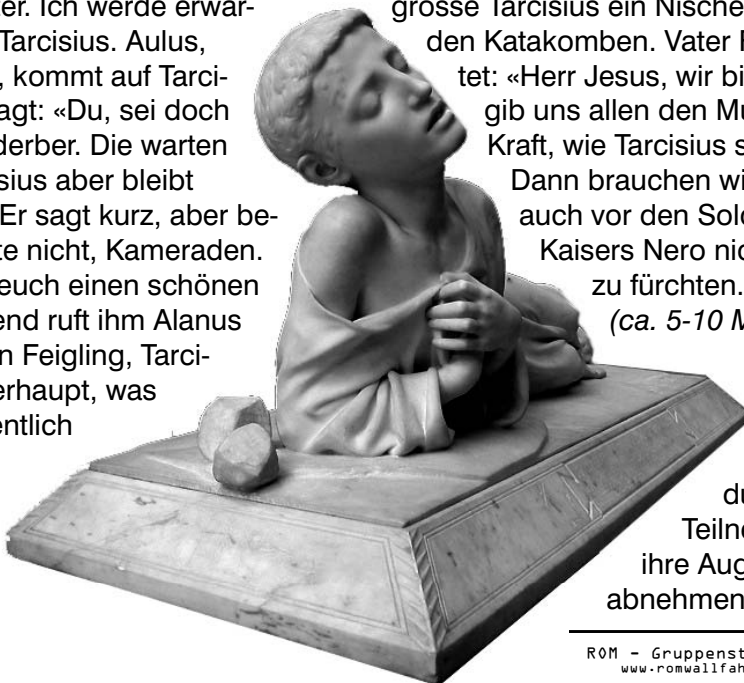 ter. Ich werde erwar-
Tarcisius. Aulus,
, kommt auf Tarci-
agt: «Du, sei doch
derber. Die warten
sius aber bleibt
Er sagt kurz, aber be-
te nicht, Kameraden.
euch einen schönen
end ruft ihm Alanus
n Feigling, Tarci-
erhaupt, was
entlich
grosse Tarcisius ein Nische
den Katakomben. Vater
tet: «Herr Jesus, wir bi
gib uns allen den Mu
Kraft, wie Tarcisius s
Dann brauchen wi
auch vor den Solo
Kaisers Nero nic
zu fürchten.
(ca. 5-10 M
du
Teilne
ihre Aug
abnehmen
ROM - Gruppenst
www.romwallfah